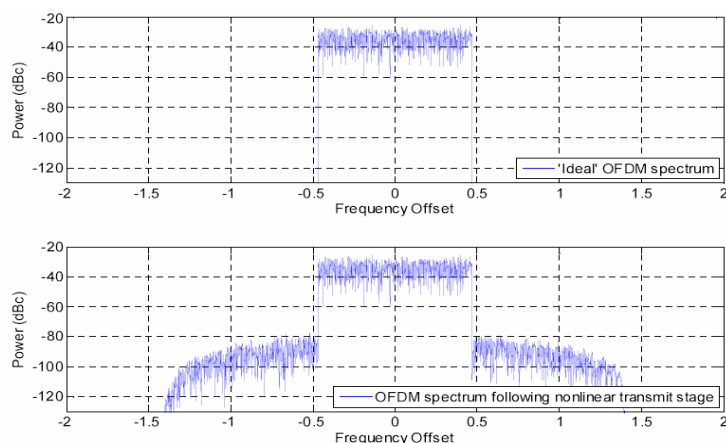 -20
-40
-60
-80
-100
-120
Power (dBc)
-2 -1.5 -1 -0.5 0 0.5 1 1.5 2
Frequency Offset
'Ideal' OFDM spectrum
-20
-40
-60
-80
-100
-120
Power (dBc)
-2 -1.5 -1 -0.5 0 0.5 1 1.5 2
Frequency Offset
OFDM spectrum following nonlinear transmit stage